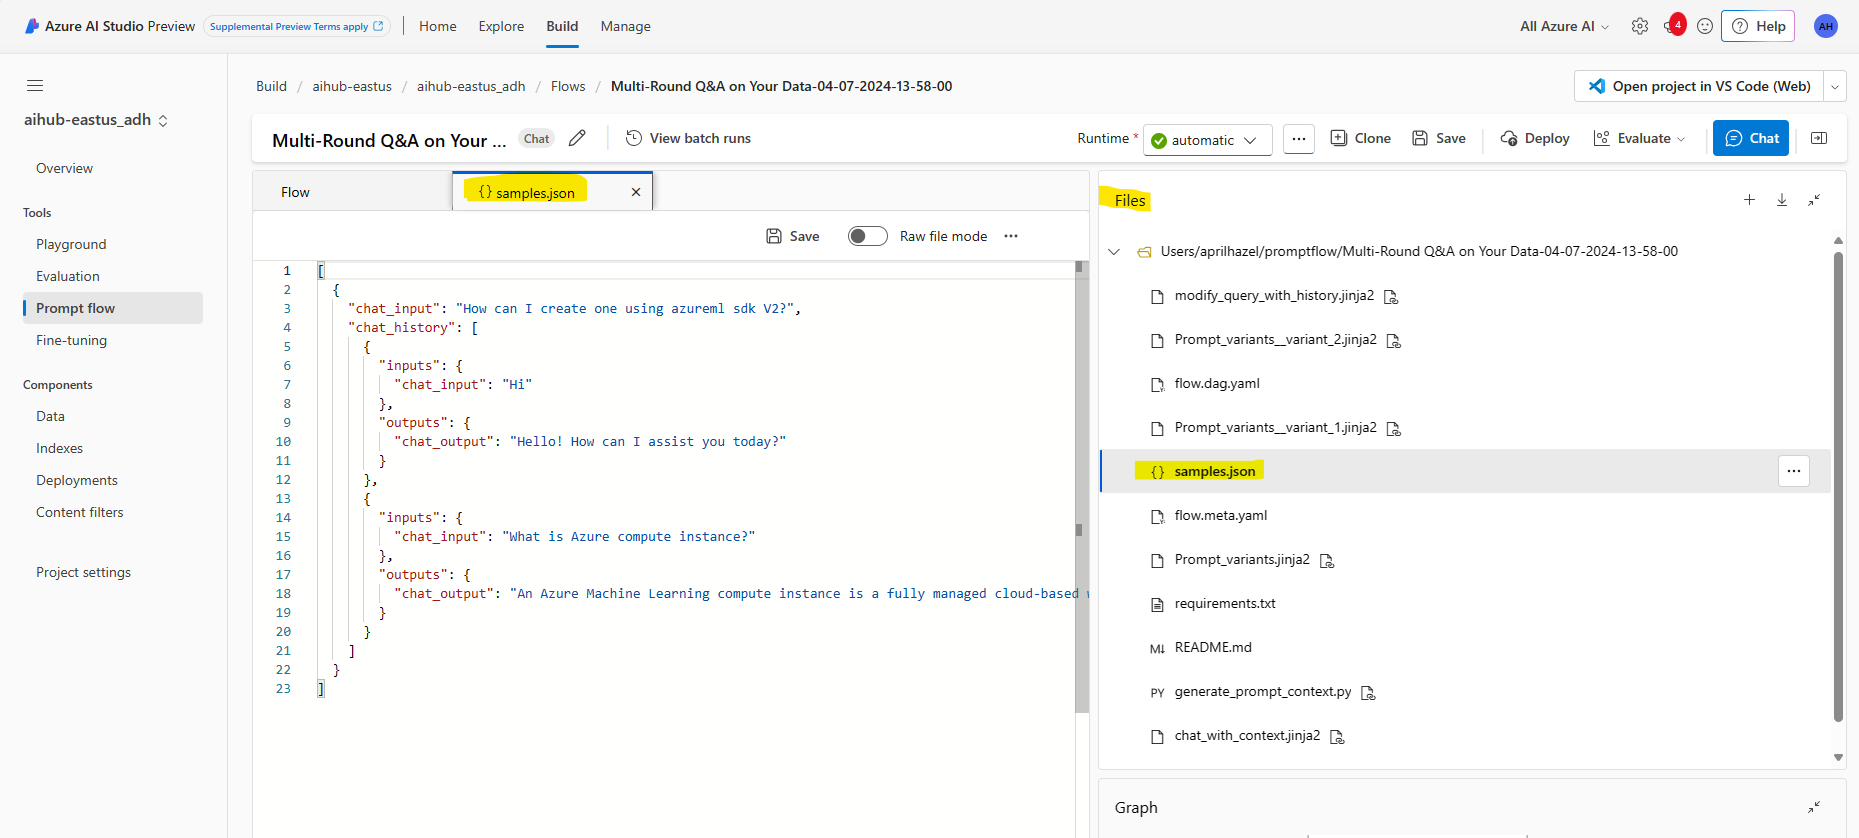 Azure AI Studio Preview
Supplemental Preview Terms apply
Home
Explore
Build
Manage
All Azure AI
4
Help
AH
aihub-eastus_adh
Overview
Tools
Playground
Evaluation
Prompt flow
Fine-tuning
Components
Data
Indexes
Deployments
Content filters
Project settings
Build / aihub-eastus / aihub-eastus_adh / Flows / Multi-Round Q&A on Your Data-04-07-2024-13-58-00
Open project in VS Code (Web)
Multi-Round Q&A on Your ...
Chat
View batch runs
Runtime *
automatic
Clone
Save
Deploy
Evaluate
Chat
Flow
{} samples.json
Save
Raw file mode
1 [
2 {
3 "chat_input": "How can I create one using azureml sdk V2?",
4 "chat_history": [
5 {
6 "inputs": {
7 "chat_input": "Hi"
8 },
9 "outputs": {
10 "chat_output": "Hello! How can I assist you today?"
11 }
12 },
13 {
14 "inputs": {
15 "chat_input": "What is Azure compute instance?"
16 },
17 "outputs": {
18 "chat_output": "An Azure Machine Learning compute instance is a fully managed cloud-based
19 }
20 }
21 ]
22 }
23 ]
Files
Users/aprilhazel/promptflow/Multi-Round Q&A on Your Data-04-07-2024-13-58-00
modify_query_with_history.jinja2
Prompt_variants__variant_2.jinja2
flow.dag.yaml
Prompt_variants__variant_1.jinja2
{} samples.json
flow.meta.yaml
Prompt_variants.jinja2
requirements.txt
M↓ README.md
PY generate_prompt_context.py
chat_with_context.jinja2
Graph